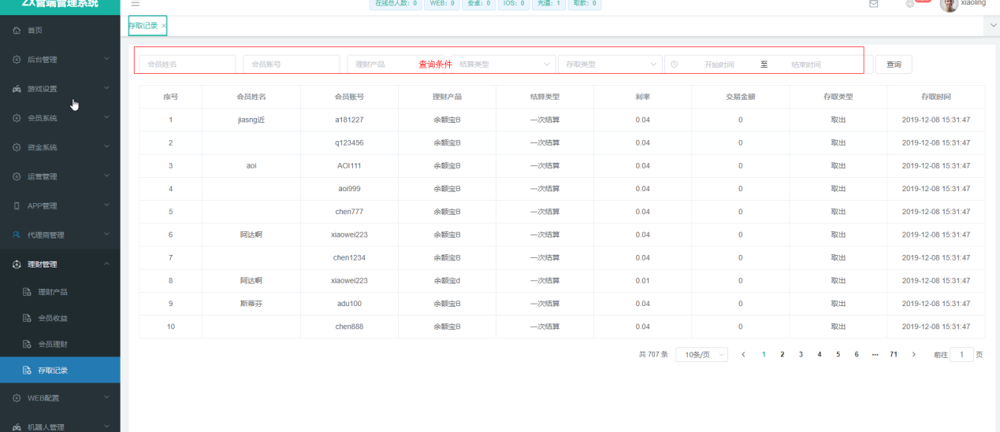 ZX管端管理系统
在线总人数: 0 WEB: 0 安卓: 0 IOS: 0 充值: 1 取款: 0 xiaoling
存取记录 ×
首页
后台管理
游戏设置
会员系统
资金系统
运营管理
APP管理
代理商管理
理财管理
理财产品
会员收益
会员理财
存取记录
WEB配置
机器人管理
会员姓名 会员账号 理财产品 查询条件 结算类型 存取类型 开始时间 至 结束时间 查询
序号 会员姓名 会员账号 理财产品 结算类型 利率 交易金额 存取类型 存取时间
1 jiasng近 a181227 余额宝B 一次结算 0.04 0 取出 2019-12-08 15:31:47
2 q123456 余额宝B 一次结算 0.04 0 取出 2019-12-08 15:31:47
3 aoi AOI111 余额宝B 一次结算 0.04 0 取出 2019-12-08 15:31:47
4 aoi999 余额宝B 一次结算 0.04 0 取出 2019-12-08 15:31:47
5 chen777 余额宝B 一次结算 0.04 0 取出 2019-12-08 15:31:47
6 阿达啊 xiaowei223 余额宝B 一次结算 0.04 0 取出 2019-12-08 15:31:47
7 chen1234 余额宝B 一次结算 0.04 0 取出 2019-12-08 15:31:47
8 阿达啊 xiaowei223 余额宝d 一次结算 0.01 0 取出 2019-12-08 15:31:47
9 斯蒂芬 adu100 余额宝B 一次结算 0.04 0 取出 2019-12-08 15:31:47
10 chen888 余额宝B 一次结算 0.04 0 取出 2019-12-08 15:31:47
共 707 条 10条/页 1 2 3 4 5 6 ··· 71 前往 1 页